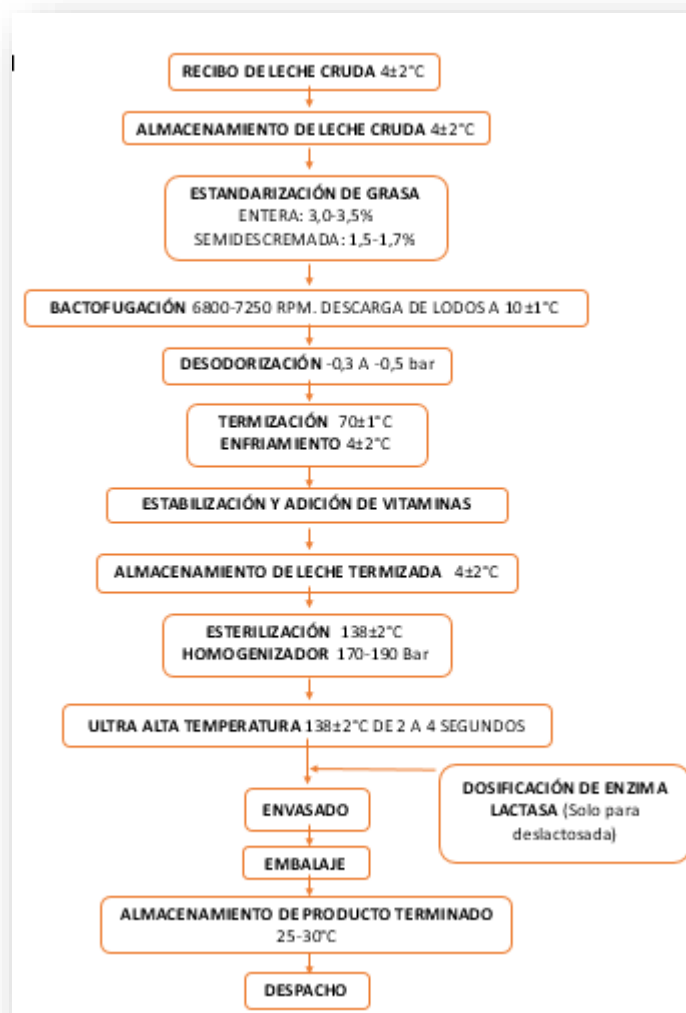 RECIBO DE LECHE CRUDA 4±2°C
ALMACENAMIENTO DE LECHE CRUDA 4±2°C
ESTANDARIZACIÓN DE GRASA
ENTERA: 3,0-3,5%
SEMIDESCREMADA: 1,5-1,7%
BACTOFUGACIÓN 6800-7250 RPM. DESCARGA DE LODOS A 10±1°C
DESODORIZACIÓN -0,3 A -0,5 bar
TERMIZACIÓN 70±1°C
ENFRIAMIENTO 4±2°C
ESTABILIZACIÓN Y ADICIÓN DE VITAMINAS
ALMACENAMIENTO DE LECHE TERMIZADA 4±2°C
ESTERILIZACIÓN 138±2°C
HOMOGENIZADOR 170-190 Bar
ULTRA ALTA TEMPERATURA 138±2°C DE 2 A 4 SEGUNDOS
DOSIFICACIÓN DE ENZIMA
LACTASA (Solo para
deslactosada)
ENVASADO
EMBALAJE
ALMACENAMIENTO DE PRODUCTO TERMINADO
25-30°C
DESPACHO